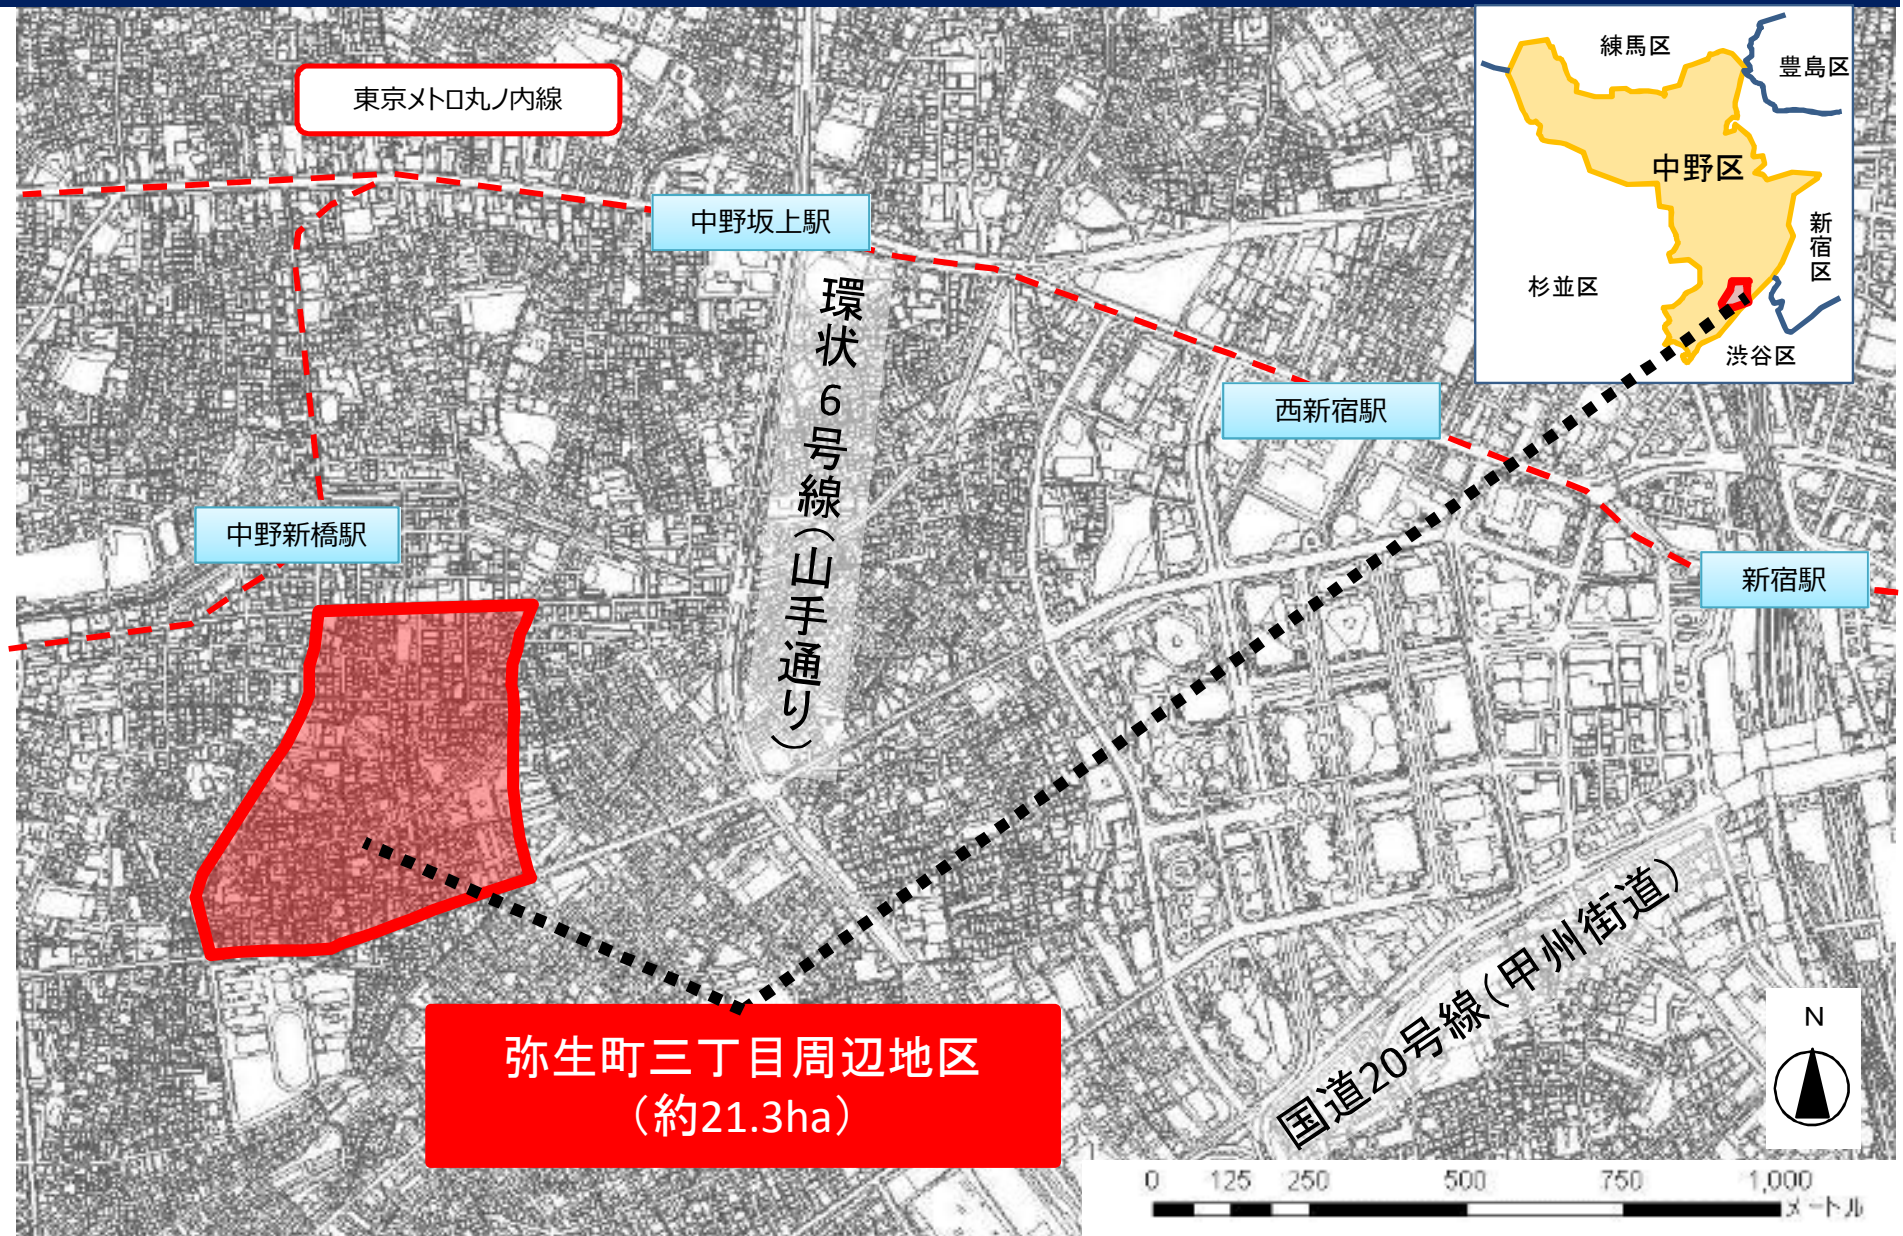 東京メトロ丸ノ内線
練馬区
豊島区
中野区
新宿区
杉並区
渋谷区
中野坂上駅
環状6号線(山手通り)
西新宿駅
中野新橋駅
新宿駅
国道20号線(甲州街道)
弥生町三丁目周辺地区
(約21.3ha)
N
0 125 250 500 750 1,000
メートル